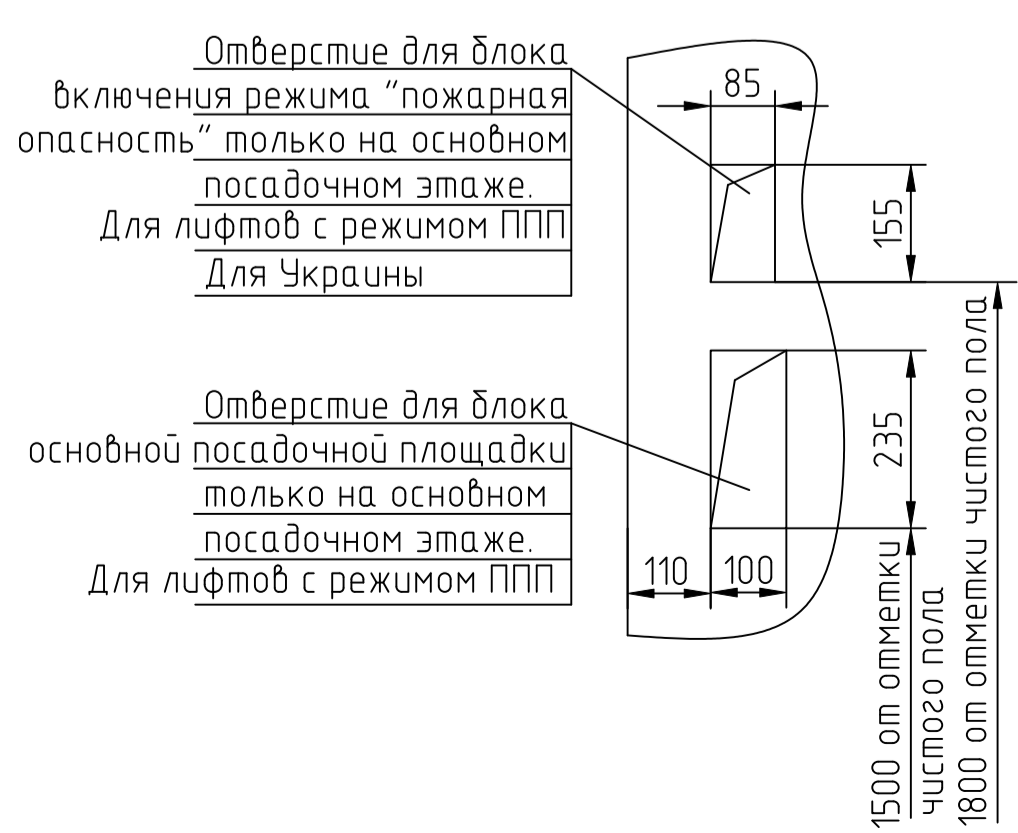 Отверстие для блока
включения режима "пожарная
опасность" только на основном
посадочном этаже.
Для лифтов с режимом ППП
Для Украины
85
155
Отверстие для блока
основной посадочной площадки
только на основном
посадочном этаже.
Для лифтов с режимом ППП
235
110
100
1500 от отметки
чистого пола
1800 от отметки чистого пола